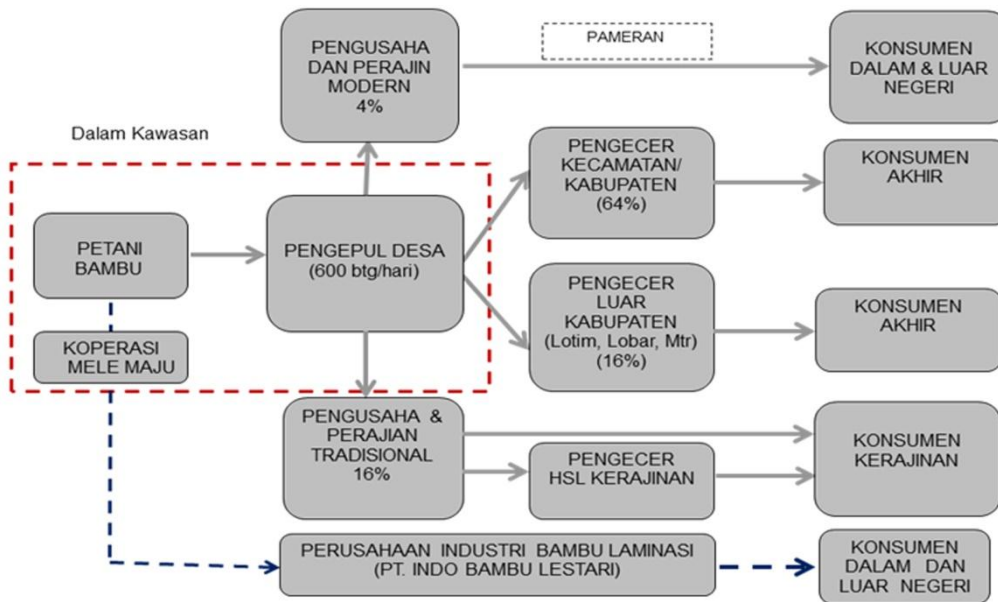 PENGUSAHA
DAN PERAJIN
MODERN
4%
PAMERAN
KONSUMEN
DALAM & LUAR
NEGERI
Dalam Kawasan
PENGECER
KECAMATAN/
KABUPATEN
(64%)
KONSUMEN
AKHIR
PETANI
BAMBU
PENGEPUL DESA
(600 btg/hari)
PENGECER
LUAR
KABUPATEN
(Lotim, Lobar, Mtr)
(16%)
KONSUMEN
AKHIR
KOPERASI
MELE MAJU
PENGUSAHA &
PERAJIAN
TRADISIONAL
16%
PENGECER
HSL KERAJINAN
KONSUMEN
KERAJINAN
PERUSAHAAN INDUSTRI BAMBU LAMINASI
(PT. INDO BAMBU LESTARI)
KONSUMEN
DALAM DAN
LUAR NEGERI